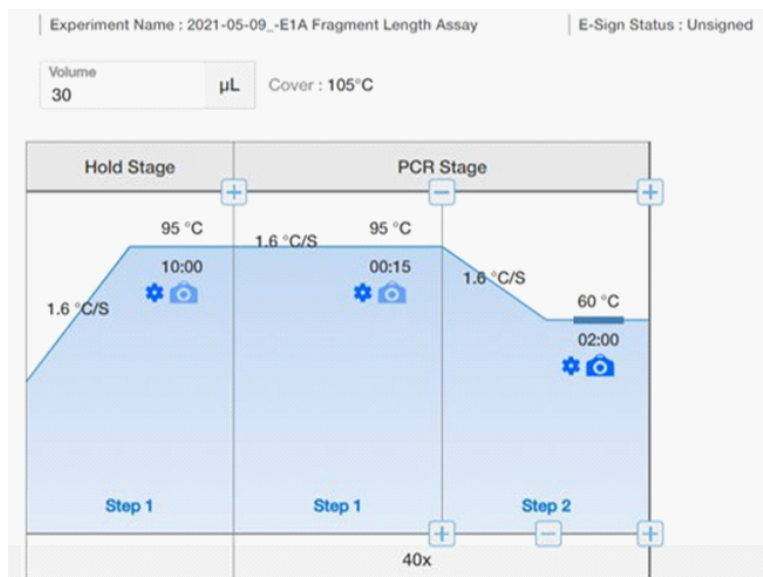 Experiment Name : 2021-05-09_-E1A Fragment Length Assay
E-Sign Status : Unsigned
Volume
30
µL
Cover : 105°C
Hold Stage
PCR Stage
95 °C
10:00
1.6 °C/S
Step 1
1.6 °C/S
95 °C
00:15
Step 1
1.6 °C/S
60 °C
02:00
Step 2
40x